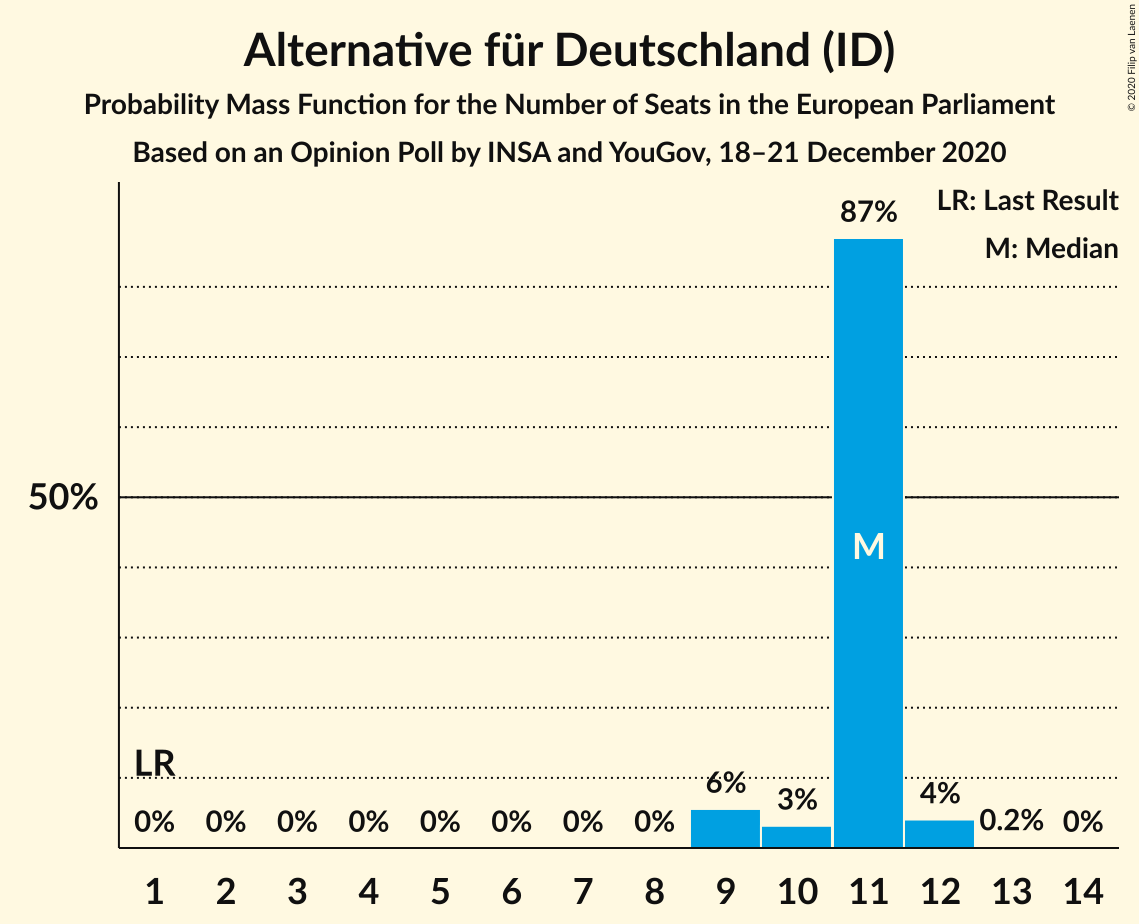 Alternative für Deutschland (ID)
Probability Mass Function for the Number of Seats in the European Parliament
Based on an Opinion Poll by INSA and YouGov, 18–21 December 2020
© 2020 Filip van Laenen
LR: Last Result
M: Median
87%
50%
M
LR
0% 0% 0% 0% 0% 0% 0% 0% 6% 3% 4% 0.2% 0%
1 2 3 4 5 6 7 8 9 10 11 12 13 14